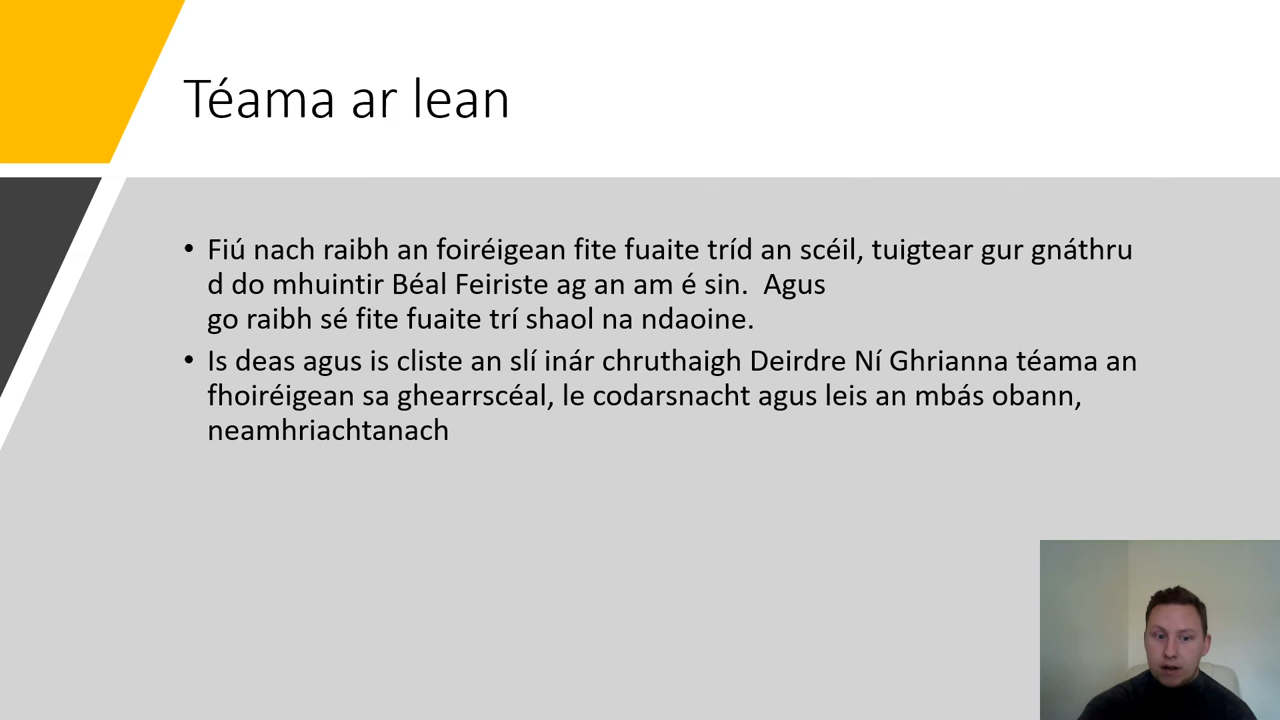 Téama ar lean
• Fiú nach raibh an foiréigean fite fuaite tríd an scéil, tuigtear gur gnáthru
d do mhuintir Béal Feiriste ag an am é sin.  Agus
go raibh sé fite fuaite trí shaol na ndaoine.
• Is deas agus is cliste an slí inár chruthaigh Deirdre Ní Ghrianna téama an
fhoiréigean sa ghearrscéal, le codarsnacht agus leis an mbás obann,
neamhriachtanach